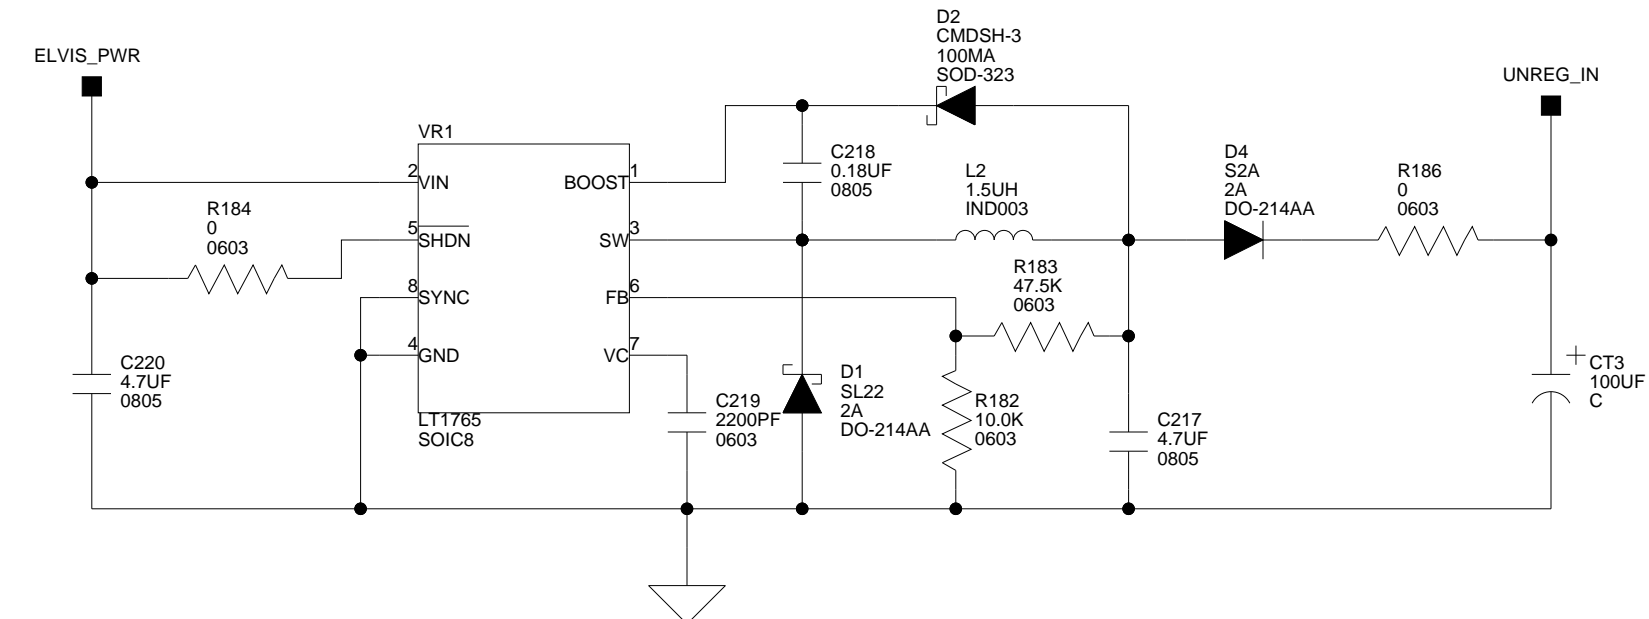 ELVIS_PWR
D2
CMDSH-3
100MA
SOD-323
UNREG_IN
VR1
2
VIN
BOOST
1
C218
0.18UF
0805
L2
1.5UH
IND003
D4
S2A
2A
DO-214AA
R186
0
0603
R184
0
0603
5
SHDN
SW
3
8
SYNC
FB
6
R183
47.5K
0603
4
GND
VC
7
C220
4.7UF
0805
LT1765
SOIC8
C219
2200PF
0603
D1
SL22
2A
DO-214AA
R182
10.0K
0603
C217
4.7UF
0805
+
CT3
100UF
C